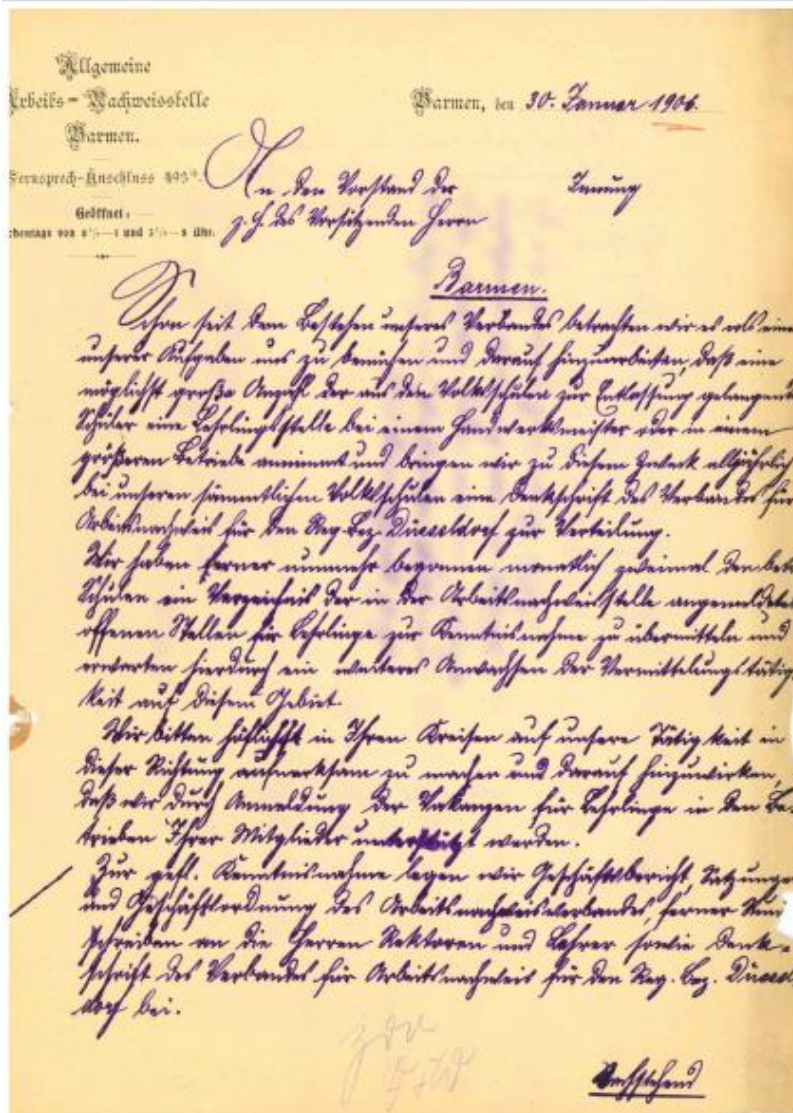 Allgemeine
Arbeits-Nachweisstelle
Barmen.
Fernsprech-Anschluss
Geöffnet:
Barmen, den 30. Januar 1906.
An den Vorstand der Innung
z. H. des Vorsitzenden Herrn
Barmen.
Schon seit dem Bestehen unseres Verbandes betrachten wir es als eine
unserer Aufgaben uns zu bemühen und darauf hinzuarbeiten, daß eine
möglichst große Anzahl der aus den Volksschulen zur Entlassung gelangend
Schüler eine Lehrlingsstelle bei einem Handwerksmeister oder in einem
größeren Betriebe annimmt und bringen wir zu diesem Zweck alljährlich
bei unseren sämmtlichen Volksschulen eine Denkschrift des Verbandes für
Arbeitsnachweis für den Reg. Bez. Düsseldorf zur Verteilung.
Wir haben ferner nunmehr begonnen monatlich zweimal den betr
Schulen ein Verzeichnis der in der Arbeitsnachweisstelle angemeldeten
offenen Stellen für Lehrlinge zur Kenntnisnahme zu übermitteln und
erwarten hierdurch ein weiteres Anwachsen der Vermittelungstätig
keit auf diesem Gebiet.
Wir bitten höflichst in Ihren Kreisen auf unsere Tätigkeit in
dieser Richtung aufmerksam zu machen und darauf hinzuwirken,
daß wir durch Anmeldung der Vakanzen für Lehrlinge in den Be-
trieben Ihrer Mitglieder unterstützt werden.
Zur gefl. Kenntnisnahme legen wir Geschäftsbericht, Satzungen
und Geschäftsordnung des Arbeitsnachweisverbandes, ferner
schreiben an die Herren Rektoren und Lehrer sowie Denk-
schrift des Verbandes für Arbeitsnachweis für den Reg. Bez. Düssel
dorf bei.
Nachstehend